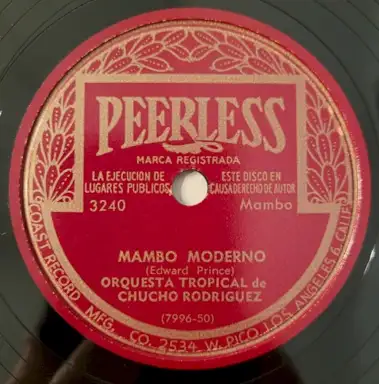 PEERLESS
MARCA REGISTRADA
LA EJECUCION DE ESTE DISCO EN
LUGARES PUBLICOS CAUSA DERECHO DE AUTOR
3240 Mambo
MAMBO MODERNO
(Edward Prince)
ORQUESTA TROPICAL de
CHUCHO RODRIGUEZ
(7996-50)
COAST RECORD MFG. CO. 2534 W. PICO, LOS ANGELES 6, CALIF.